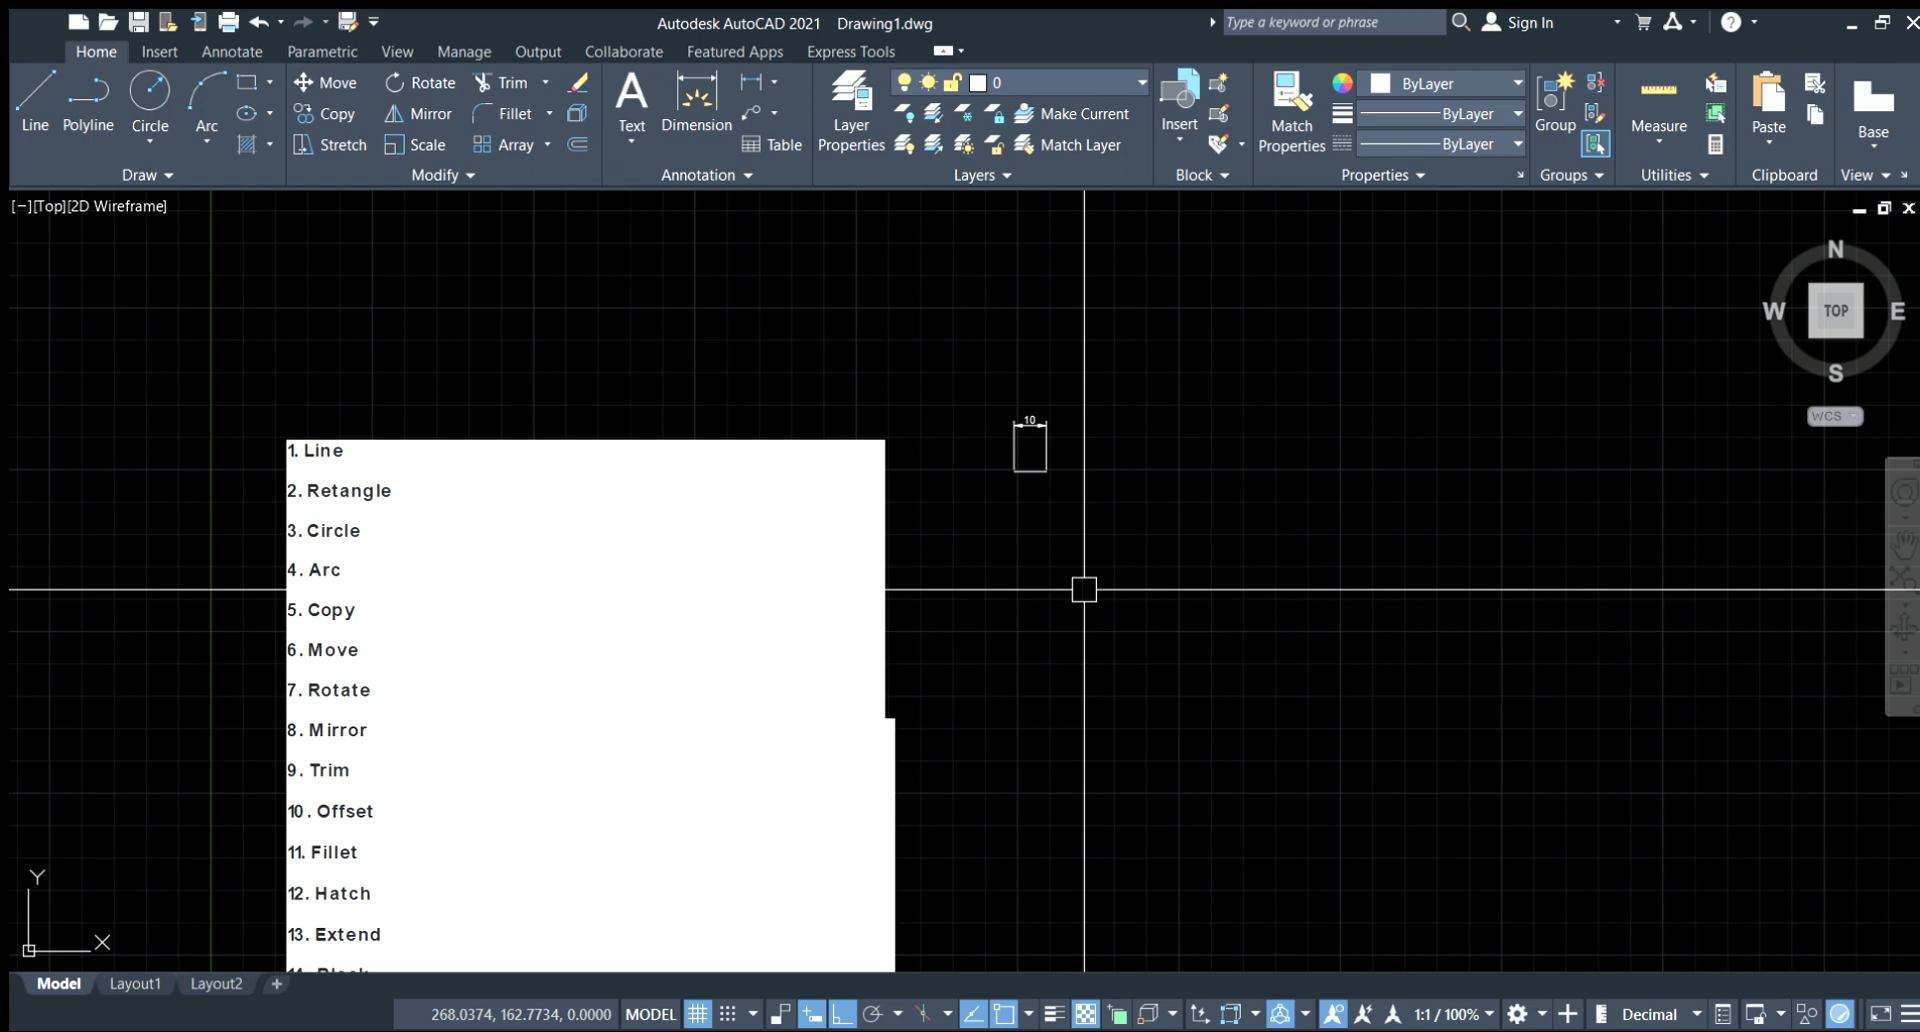 Autodesk AutoCAD 2021 Drawing1.dwg
Type a keyword or phrase
Sign In
Home Insert Annotate Parametric View Manage Output Collaborate Featured Apps Express Tools
Line Polyline Circle Arc
Move Rotate Trim
Copy Mirror Fillet
Stretch Scale Array
Text Dimension Table
Layer Properties
0
Make Current
Match Layer
Insert
Match Properties
ByLayer
ByLayer
ByLayer
Group
Measure
Paste
Base
Draw Modify Annotation Layers Block Properties Groups Utilities Clipboard View
[−][Top][2D Wireframe]
N
W TOP E
S
WCS
10
1. Line
2. Retangle
3. Circle
4. Arc
5. Copy
6. Move
7. Rotate
8. Mirror
9. Trim
10. Offset
11. Fillet
12. Hatch
13. Extend
Y
X
Model Layout1 Layout2 +
268.0374, 162.7734, 0.0000 MODEL 1:1 / 100% Decimal